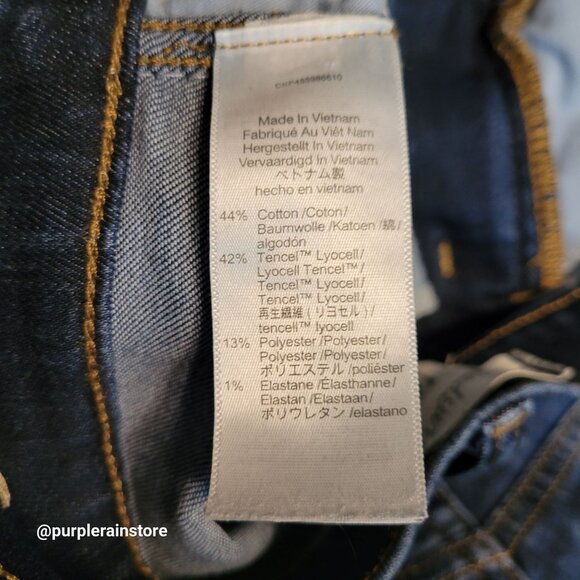 Made In Vietnam
Fabriqué Au Viêt Nam
Hergestellt In Vietnam
Vervaardigd In Vietnam
ベトナム製
hecho en vietnam
44% Cotton /Coton/
Baumwolle /Katoen /綿/
algodón
42% Tencel™ Lyocell/
Lyocell Tencel™/
Tencel™ Lyocell/
Tencel™ Lyocell/
再生繊維 ( リヨセル ) /
tencell™ lyocell
13% Polyester /Polyester/
Polyester /Polyester/
ポリエステル /poliéster
1% Elastane /Élasthanne/
Elastan /Elastaan/
ポリウレタン /elastano
@purplerainstore